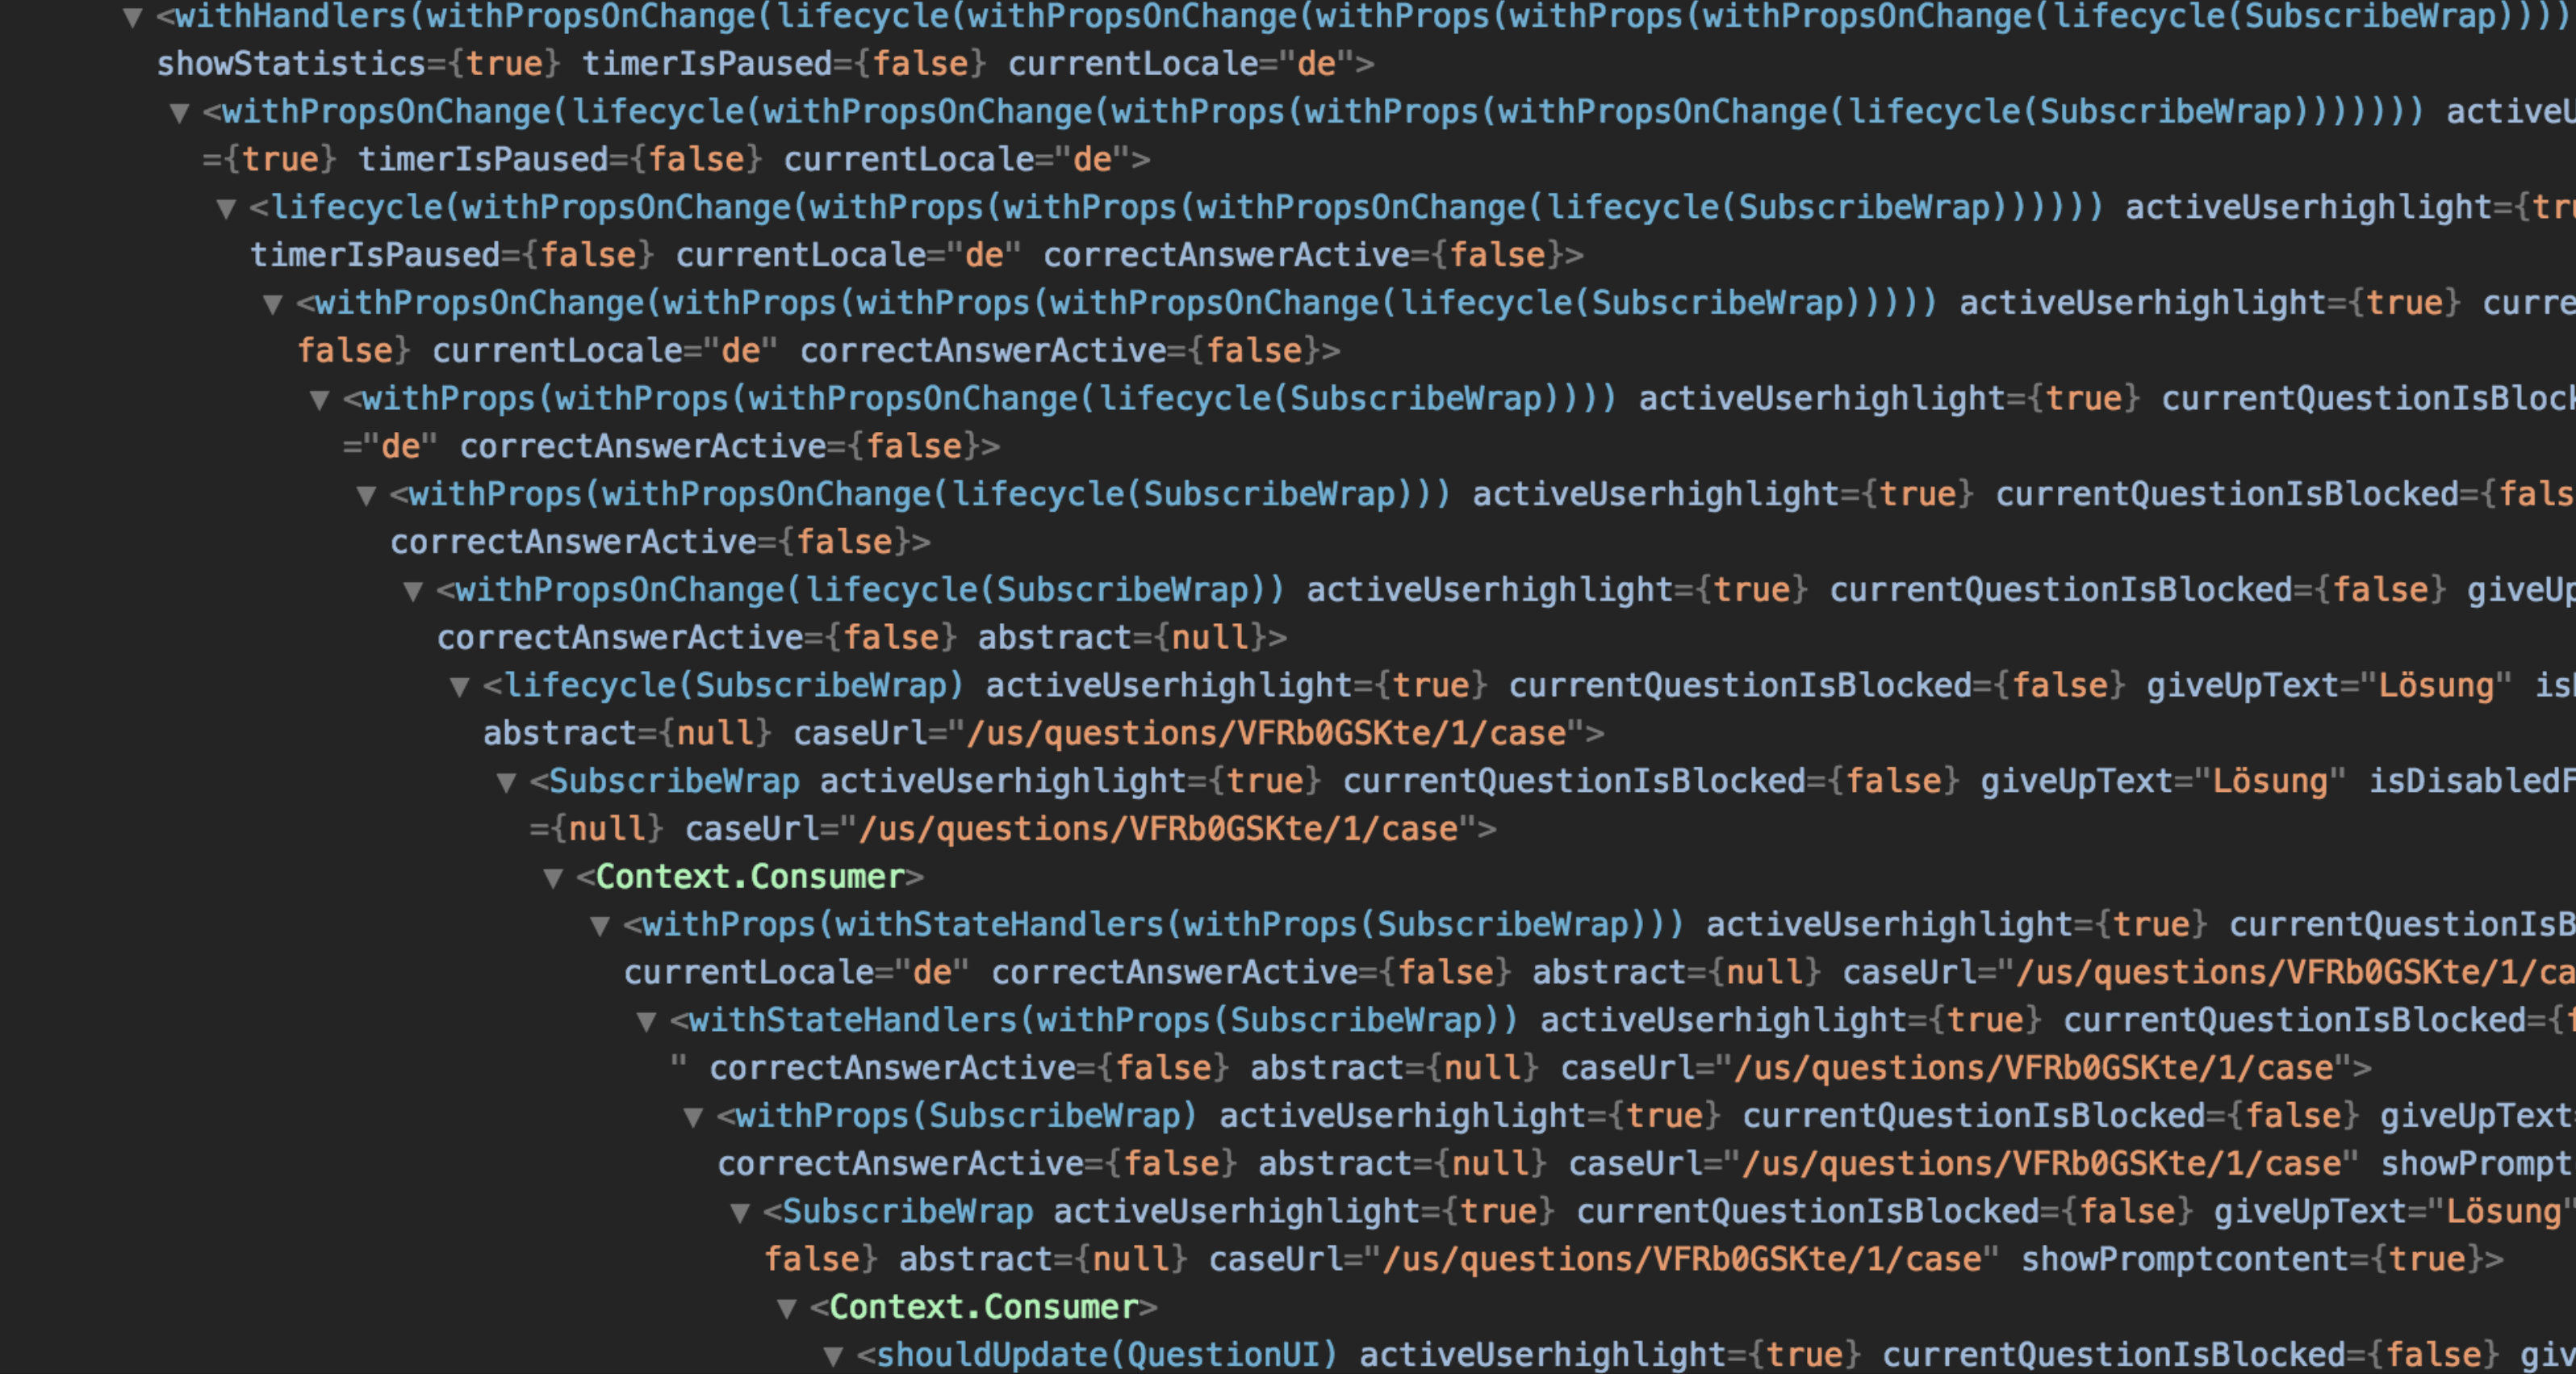 ▼ <withHandlers(withPropsOnChange(lifecycle(withPropsOnChange(withProps(withProps(withPropsOnChange(lifecycle(SubscribeWrap))))
showStatistics={true} timerIsPaused={false} currentLocale="de">
▼ <withPropsOnChange(lifecycle(withPropsOnChange(withProps(withProps(withPropsOnChange(lifecycle(SubscribeWrap))))))) activeU
={true} timerIsPaused={false} currentLocale="de">
▼ <lifecycle(withPropsOnChange(withProps(withProps(withPropsOnChange(lifecycle(SubscribeWrap)))))) activeUserhighlight={tru
timerIsPaused={false} currentLocale="de" correctAnswerActive={false}>
▼ <withPropsOnChange(withProps(withProps(withPropsOnChange(lifecycle(SubscribeWrap))))) activeUserhighlight={true} curre
false} currentLocale="de" correctAnswerActive={false}>
▼ <withProps(withProps(withPropsOnChange(lifecycle(SubscribeWrap)))) activeUserhighlight={true} currentQuestionIsBlock
="de" correctAnswerActive={false}>
▼ <withProps(withPropsOnChange(lifecycle(SubscribeWrap))) activeUserhighlight={true} currentQuestionIsBlocked={fals
correctAnswerActive={false}>
▼ <withPropsOnChange(lifecycle(SubscribeWrap)) activeUserhighlight={true} currentQuestionIsBlocked={false} giveUp
correctAnswerActive={false} abstract={null}>
▼ <lifecycle(SubscribeWrap) activeUserhighlight={true} currentQuestionIsBlocked={false} giveUpText="Lösung" is
abstract={null} caseUrl="/us/questions/VFRb0GSKte/1/case">
▼ <SubscribeWrap activeUserhighlight={true} currentQuestionIsBlocked={false} giveUpText="Lösung" isDisabledF
={null} caseUrl="/us/questions/VFRb0GSKte/1/case">
▼ <Context.Consumer>
▼ <withProps(withStateHandlers(withProps(SubscribeWrap))) activeUserhighlight={true} currentQuestionIsB
currentLocale="de" correctAnswerActive={false} abstract={null} caseUrl="/us/questions/VFRb0GSKte/1/ca
▼ <withStateHandlers(withProps(SubscribeWrap)) activeUserhighlight={true} currentQuestionIsBlocked={f
" correctAnswerActive={false} abstract={null} caseUrl="/us/questions/VFRb0GSKte/1/case">
▼ <withProps(SubscribeWrap) activeUserhighlight={true} currentQuestionIsBlocked={false} giveUpText
correctAnswerActive={false} abstract={null} caseUrl="/us/questions/VFRb0GSKte/1/case" showPrompt
▼ <SubscribeWrap activeUserhighlight={true} currentQuestionIsBlocked={false} giveUpText="Lösung"
false} abstract={null} caseUrl="/us/questions/VFRb0GSKte/1/case" showPromptcontent={true}>
▼ <Context.Consumer>
▼ <shouldUpdate(QuestionUI) activeUserhighlight={true} currentQuestionIsBlocked={false} giv